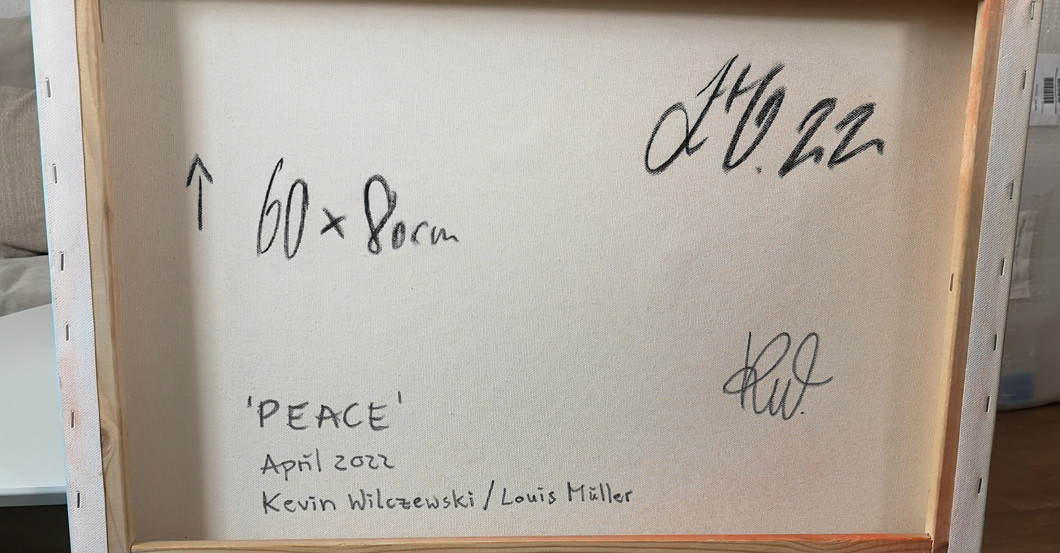 60 x 80cm
'PEACE'
April 2022
Kevin Wilczewski / Louis Müller